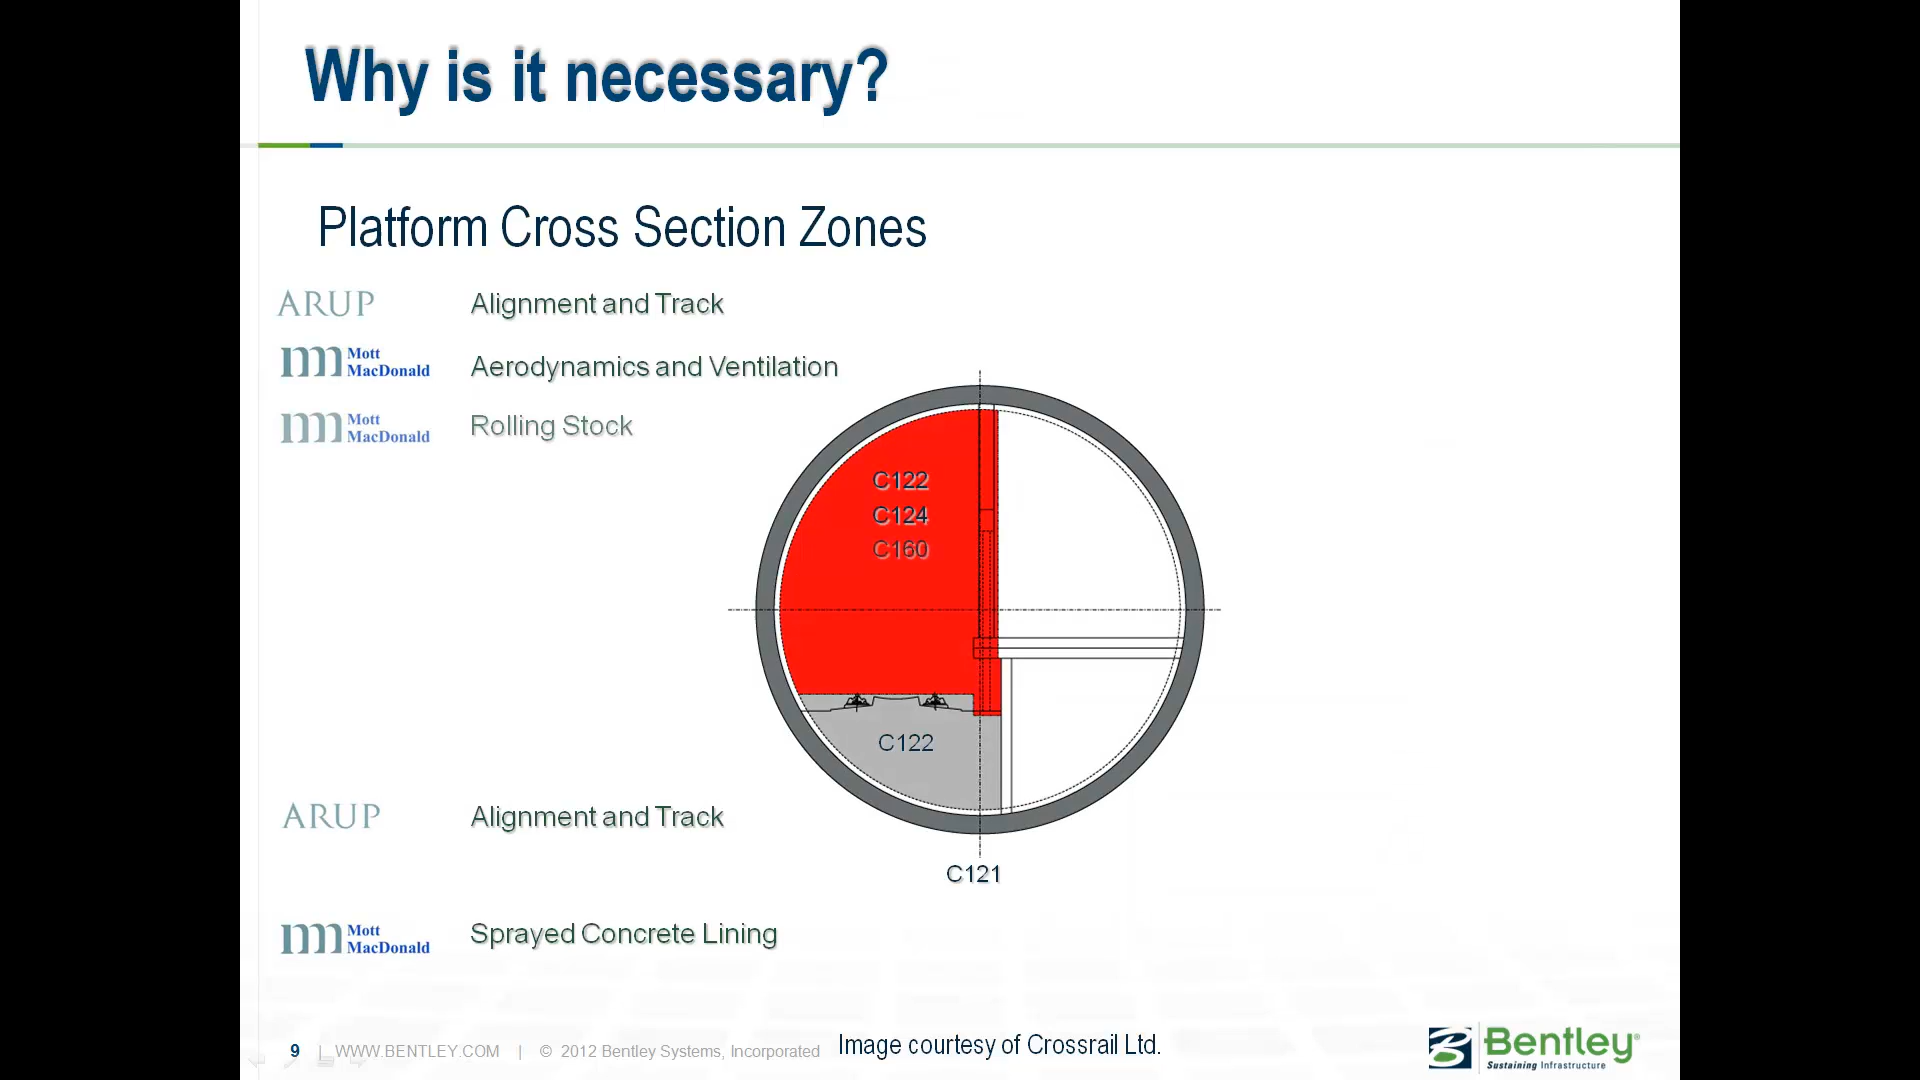 Why is it necessary?
Platform Cross Section Zones
ARUP Alignment and Track
Mott MacDonald Aerodynamics and Ventilation
Mott MacDonald Rolling Stock
C122
C124
C160
C122
ARUP Alignment and Track
C121
Mott MacDonald Sprayed Concrete Lining
9 | WWW.BENTLEY.COM | © 2012 Bentley Systems, Incorporated
Image courtesy of Crossrail Ltd.
Bentley®
Sustaining Infrastructure